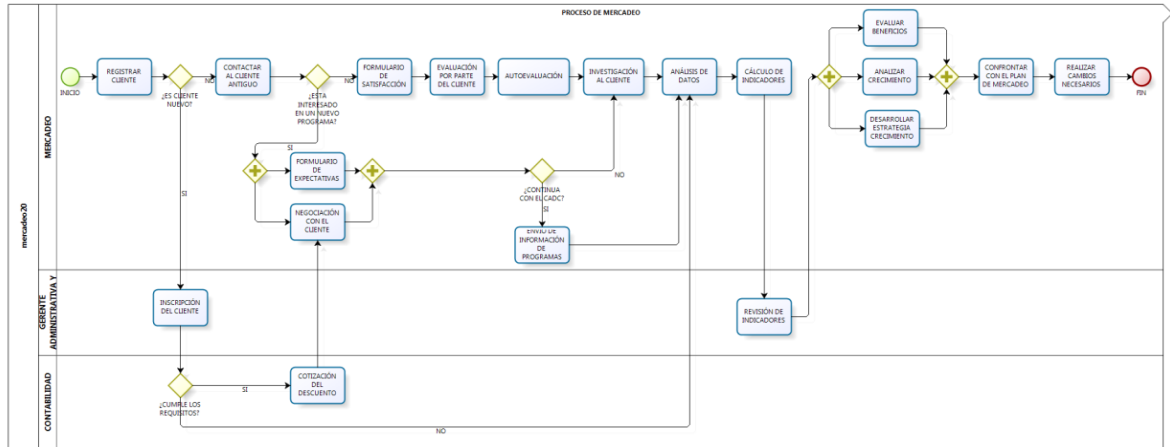 PROCESO DE MERCADEO
mercadeo20
MERCADEO
INICIO
REGISTRAR
CLIENTE
¿ES CLIENTE
NUEVO?
NO
CONTACTAR
AL CLIENTE
ANTIGUO
¿ESTA
INTERESADO
EN UN NUEVO
PROGRAMA?
NO
FORMULARIO
DE
SATISFACCIÓN
EVALUACIÓN
POR PARTE
DEL CLIENTE
AUTOEVALUACIÓN
INVESTIGACIÓN
AL CLIENTE
ANÁLISIS DE
DATOS
CÁLCULO DE
INDICADORES
EVALUAR
BENEFICIOS
ANALIZAR
CRECIMIENTO
DESARROLLAR
ESTRATEGIA
CRECIMIENTO
CONFRONTAR
CON EL PLAN
DE MERCADEO
REALIZAR
CAMBIOS
NECESARIOS
FIN
SI
SI
FORMULARIO
DE
EXPECTATIVAS
NEGOCIACIÓN
CON EL
CLIENTE
¿CONTINUA
CON EL CADC?
NO
SI
ENVIO DE
INFORMACIÓN
DE
PROGRAMAS
GERENTE
ADMINISTRATIVA Y
INSCRIPCIÓN
DEL CLIENTE
REVISIÓN DE
INDICADORES
CONTABILIDAD
¿CUMPLE LOS
REQUISITOS?
SI
COTIZACIÓN
DEL
DESCUENTO
NO